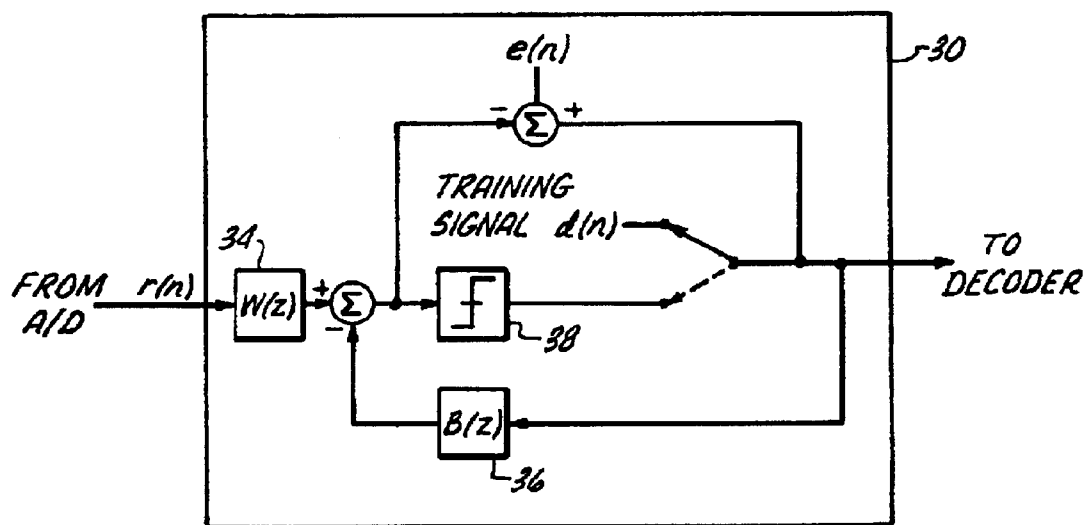 30
e(n)
- Σ +
TRAINING
SIGNAL d(n)
34
FROM
A/D
r(n)
W(z)
+ Σ
-
38
TO
DECODER
B(z)
36